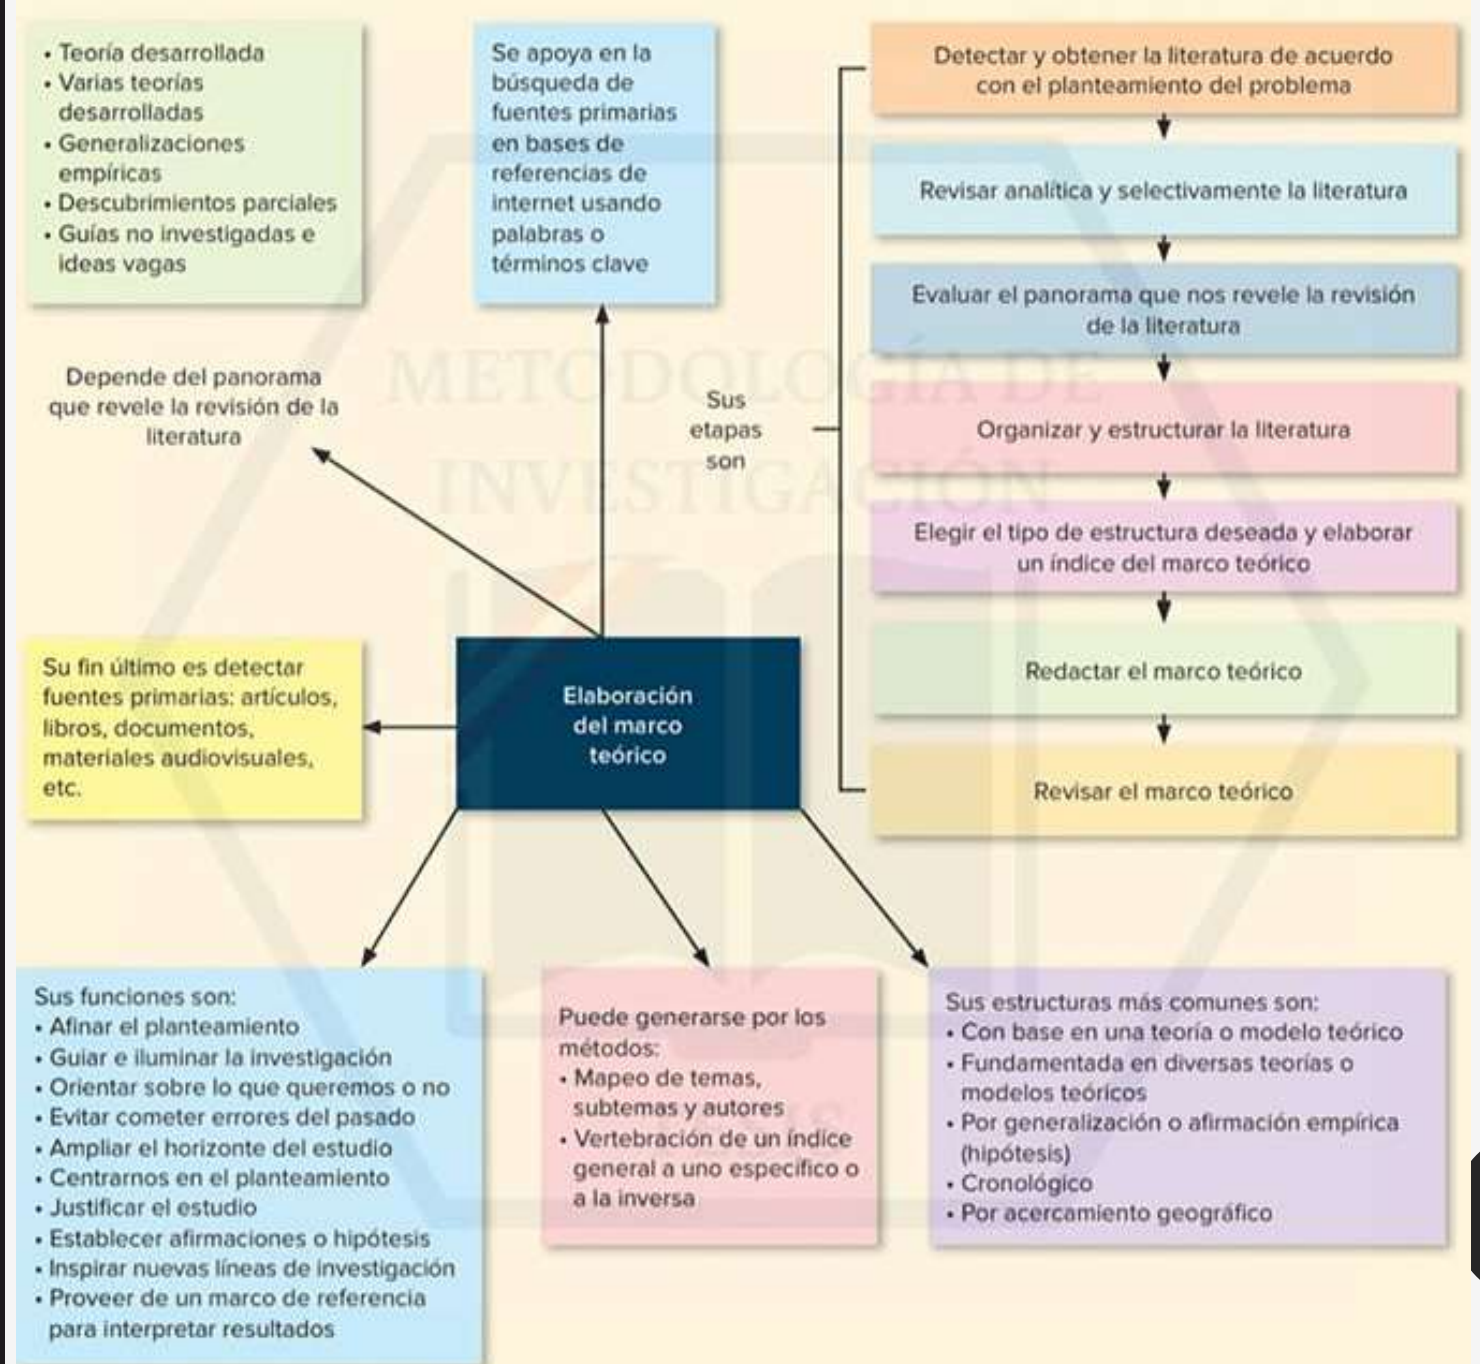 • Teoría desarrollada
• Varias teorías
desarrolladas
• Generalizaciones
empíricas
• Descubrimientos parciales
• Guías no investigadas e
ideas vagas
Se apoya en la
búsqueda de
fuentes primarias
en bases de
referencias de
internet usando
palabras o
términos clave
Detectar y obtener la literatura de acuerdo
con el planteamiento del problema
Revisar analítica y selectivamente la literatura
Evaluar el panorama que nos revele la revisión
de la literatura
Organizar y estructurar la literatura
Elegir el tipo de estructura deseada y elaborar
un índice del marco teórico
Redactar el marco teórico
Revisar el marco teórico
Sus
etapas
son
Depende del panorama
que revele la revisión de la
literatura
METODOLOGÍA DE
INVESTIGACIÓN
Su fin último es detectar
fuentes primarias: artículos,
libros, documentos,
materiales audiovisuales,
etc.
Elaboración
del marco
teórico
Sus funciones son:
• Afinar el planteamiento
• Guiar e iluminar la investigación
• Orientar sobre lo que queremos o no
• Evitar cometer errores del pasado
• Ampliar el horizonte del estudio
• Centrarnos en el planteamiento
• Justificar el estudio
• Establecer afirmaciones o hipótesis
• Inspirar nuevas líneas de investigación
• Proveer de un marco de referencia
para interpretar resultados
Puede generarse por los
métodos:
• Mapeo de temas,
subtemas y autores
• Vertebración de un índice
general a uno específico o
a la inversa
Sus estructuras más comunes son:
• Con base en una teoría o modelo teórico
• Fundamentada en diversas teorías o
modelos teóricos
• Por generalización o afirmación empírica
(hipótesis)
• Cronológico
• Por acercamiento geográfico